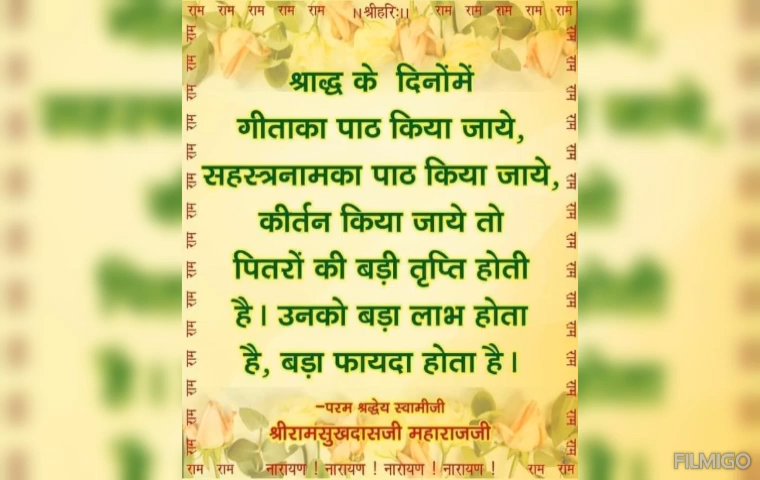 राम राम राम राम राम ।।श्रीहरिः।। राम राम राम राम राम
श्राद्ध के दिनोंमें
गीताका पाठ किया जाये,
सहस्त्रनामका पाठ किया जाये,
कीर्तन किया जाये तो
पितरों की बड़ी तृप्ति होती
है। उनको बड़ा लाभ होता
है, बड़ा फायदा होता है।
-परम श्रद्धेय स्वामीजी
श्रीरामसुखदासजी महाराजजी
राम राम नारायण ! नारायण ! नारायण ! नारायण ! राम राम
राम राम राम राम राम राम राम राम राम राम राम राम राम राम
राम राम राम राम राम राम राम राम राम राम राम राम राम राम
FILMIGO